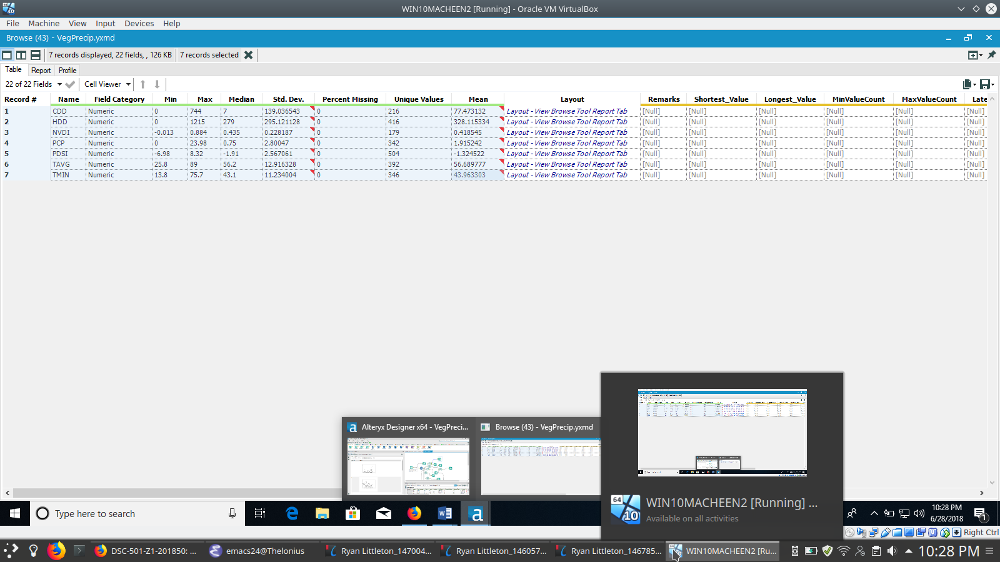 WIN10MACHEEN2 [Running] - Oracle VM VirtualBox
File Machine View Input Devices Help
Browse (43) - VegPrecip.yxmd
7 records displayed, 22 fields, , 126 KB 7 records selected
Table Report Profile
22 of 22 Fields Cell Viewer
Record # Name Field Category Min Max Median Std. Dev. Percent Missing Unique Values Mean Layout Remarks Shortest_Value Longest_Value MinValueCount MaxValueCount Late
1 CDD Numeric 0 744 7 139.036543 0 216 77.473132 Layout - View Browse Tool Report Tab [Null] [Null] [Null] [Null] [Null] [Null]
2 HDD Numeric 0 1215 279 295.121128 0 416 328.115334 Layout - View Browse Tool Report Tab [Null] [Null] [Null] [Null] [Null] [Null]
3 NVDI Numeric -0.013 0.884 0.435 0.228187 0 179 0.418545 Layout - View Browse Tool Report Tab [Null] [Null] [Null] [Null] [Null] [Null]
4 PCP Numeric 0 23.98 0.75 2.80047 0 342 1.915242 Layout - View Browse Tool Report Tab [Null] [Null] [Null] [Null] [Null] [Null]
5 PDSI Numeric -6.98 8.32 -1.91 2.567061 0 504 -1.324522 Layout - View Browse Tool Report Tab [Null] [Null] [Null] [Null] [Null] [Null]
6 TAVG Numeric 25.8 89 56.2 12.916328 0 392 56.689777 Layout - View Browse Tool Report Tab [Null] [Null] [Null] [Null] [Null] [Null]
7 TMIN Numeric 13.8 75.7 43.1 11.234004 0 346 43.963303 Layout - View Browse Tool Report Tab [Null] [Null] [Null] [Null] [Null] [Null]
Alteryx Designer x64 - VegPreci... Browse (43) - VegPrecip.yxmd
64
10
WIN10MACHEEN2 [Running] ...
Available on all activities
Type here to search
10:28 PM
6/28/2018
1
Right Ctrl
DSC-501-Z1-201850: ... emacs24@Thelonius Ryan Littleton_147004... Ryan Littleton_146057... Ryan Littleton_146785... WIN10MACHEEN2 [Ru... 10:28 PM